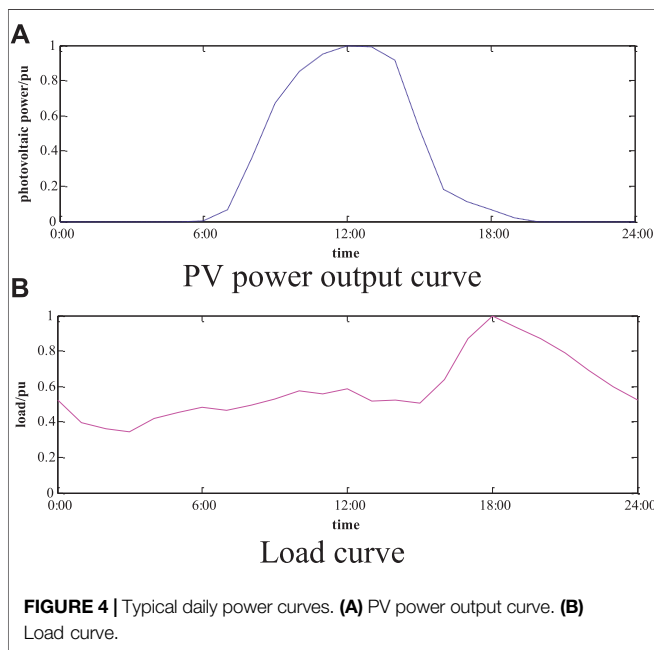 A
photovoltaic power/pu
1
0.8
0.6
0.4
0.2
0
0:00 6:00 12:00 18:00 24:00
time
PV power output curve
B
load/pu
1
0.8
0.6
0.4
0.2
0
0:00 6:00 12:00 18:00 24:00
time
Load curve
FIGURE 4 | Typical daily power curves. (A) PV power output curve. (B)
Load curve.